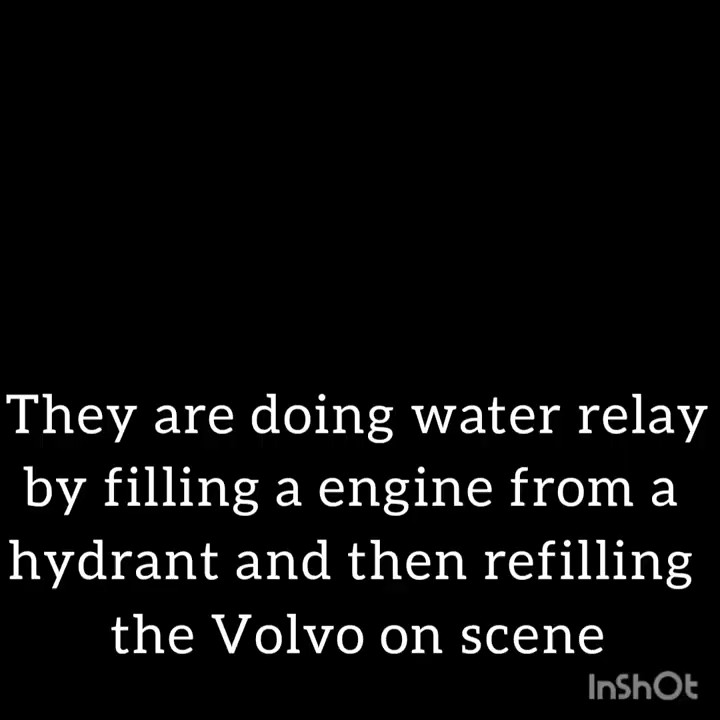 They are doing water relay
by filling a engine from a
hydrant and then refilling
the Volvo on scene
InShOt